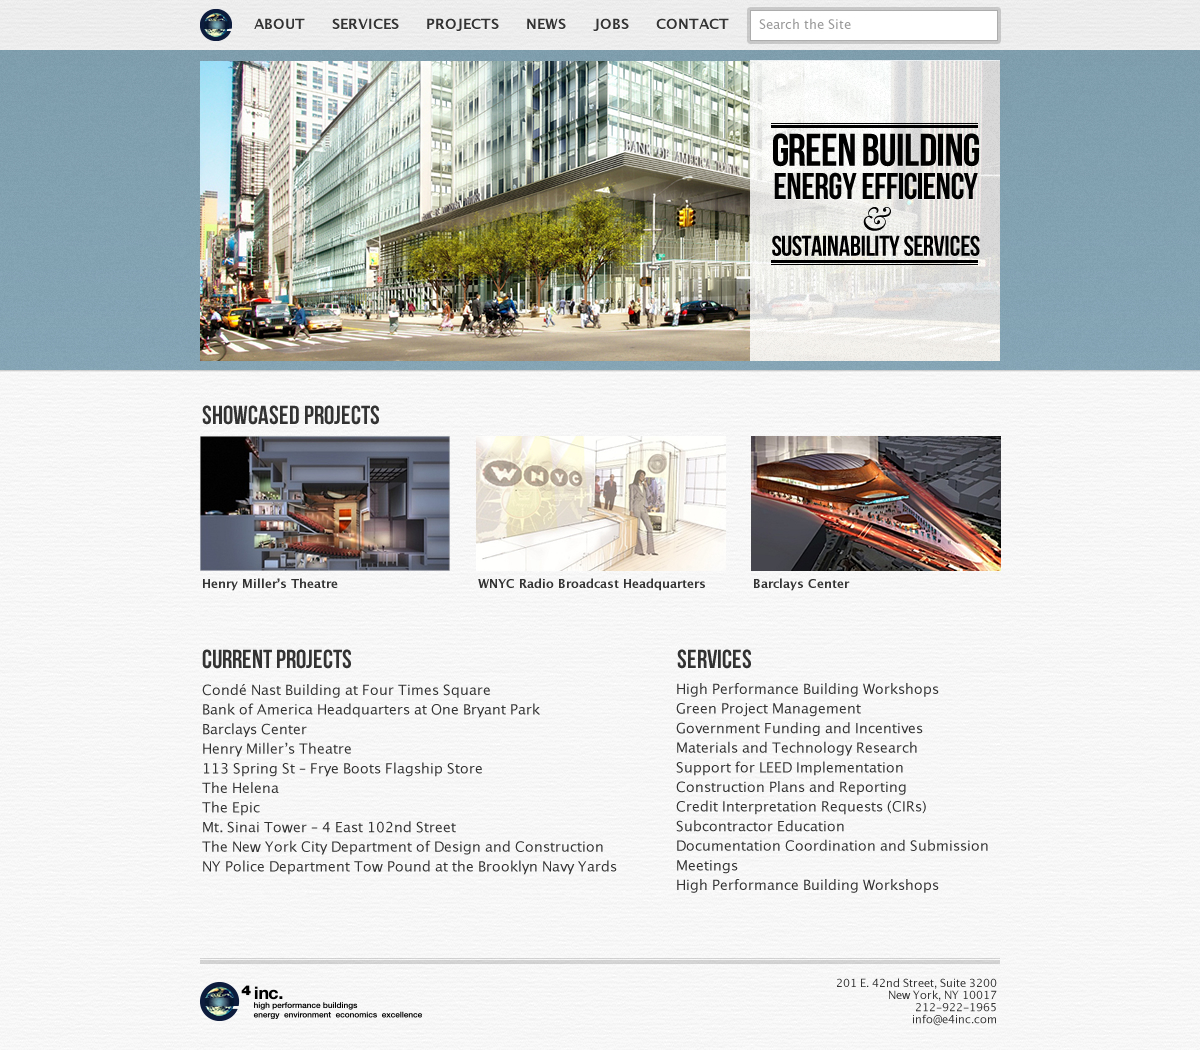 ABOUT SERVICES PROJECTS NEWS JOBS CONTACT Search the Site
BANK OF AMERICA TOWER
GREEN BUILDING
ENERGY EFFICIENCY
&
SUSTAINABILITY SERVICES
SHOWCASED PROJECTS
WNYC
Henry Miller's Theatre
WNYC Radio Broadcast Headquarters
Barclays Center
CURRENT PROJECTS
Condé Nast Building at Four Times Square
Bank of America Headquarters at One Bryant Park
Barclays Center
Henry Miller's Theatre
113 Spring St – Frye Boots Flagship Store
The Helena
The Epic
Mt. Sinai Tower – 4 East 102nd Street
The New York City Department of Design and Construction
NY Police Department Tow Pound at the Brooklyn Navy Yards
SERVICES
High Performance Building Workshops
Green Project Management
Government Funding and Incentives
Materials and Technology Research
Support for LEED Implementation
Construction Plans and Reporting
Credit Interpretation Requests (CIRs)
Subcontractor Education
Documentation Coordination and Submission
Meetings
High Performance Building Workshops
4 inc.
high performance buildings
energy environment economics excellence
201 E. 42nd Street, Suite 3200
New York, NY 10017
212-922-1965
info@e4inc.com